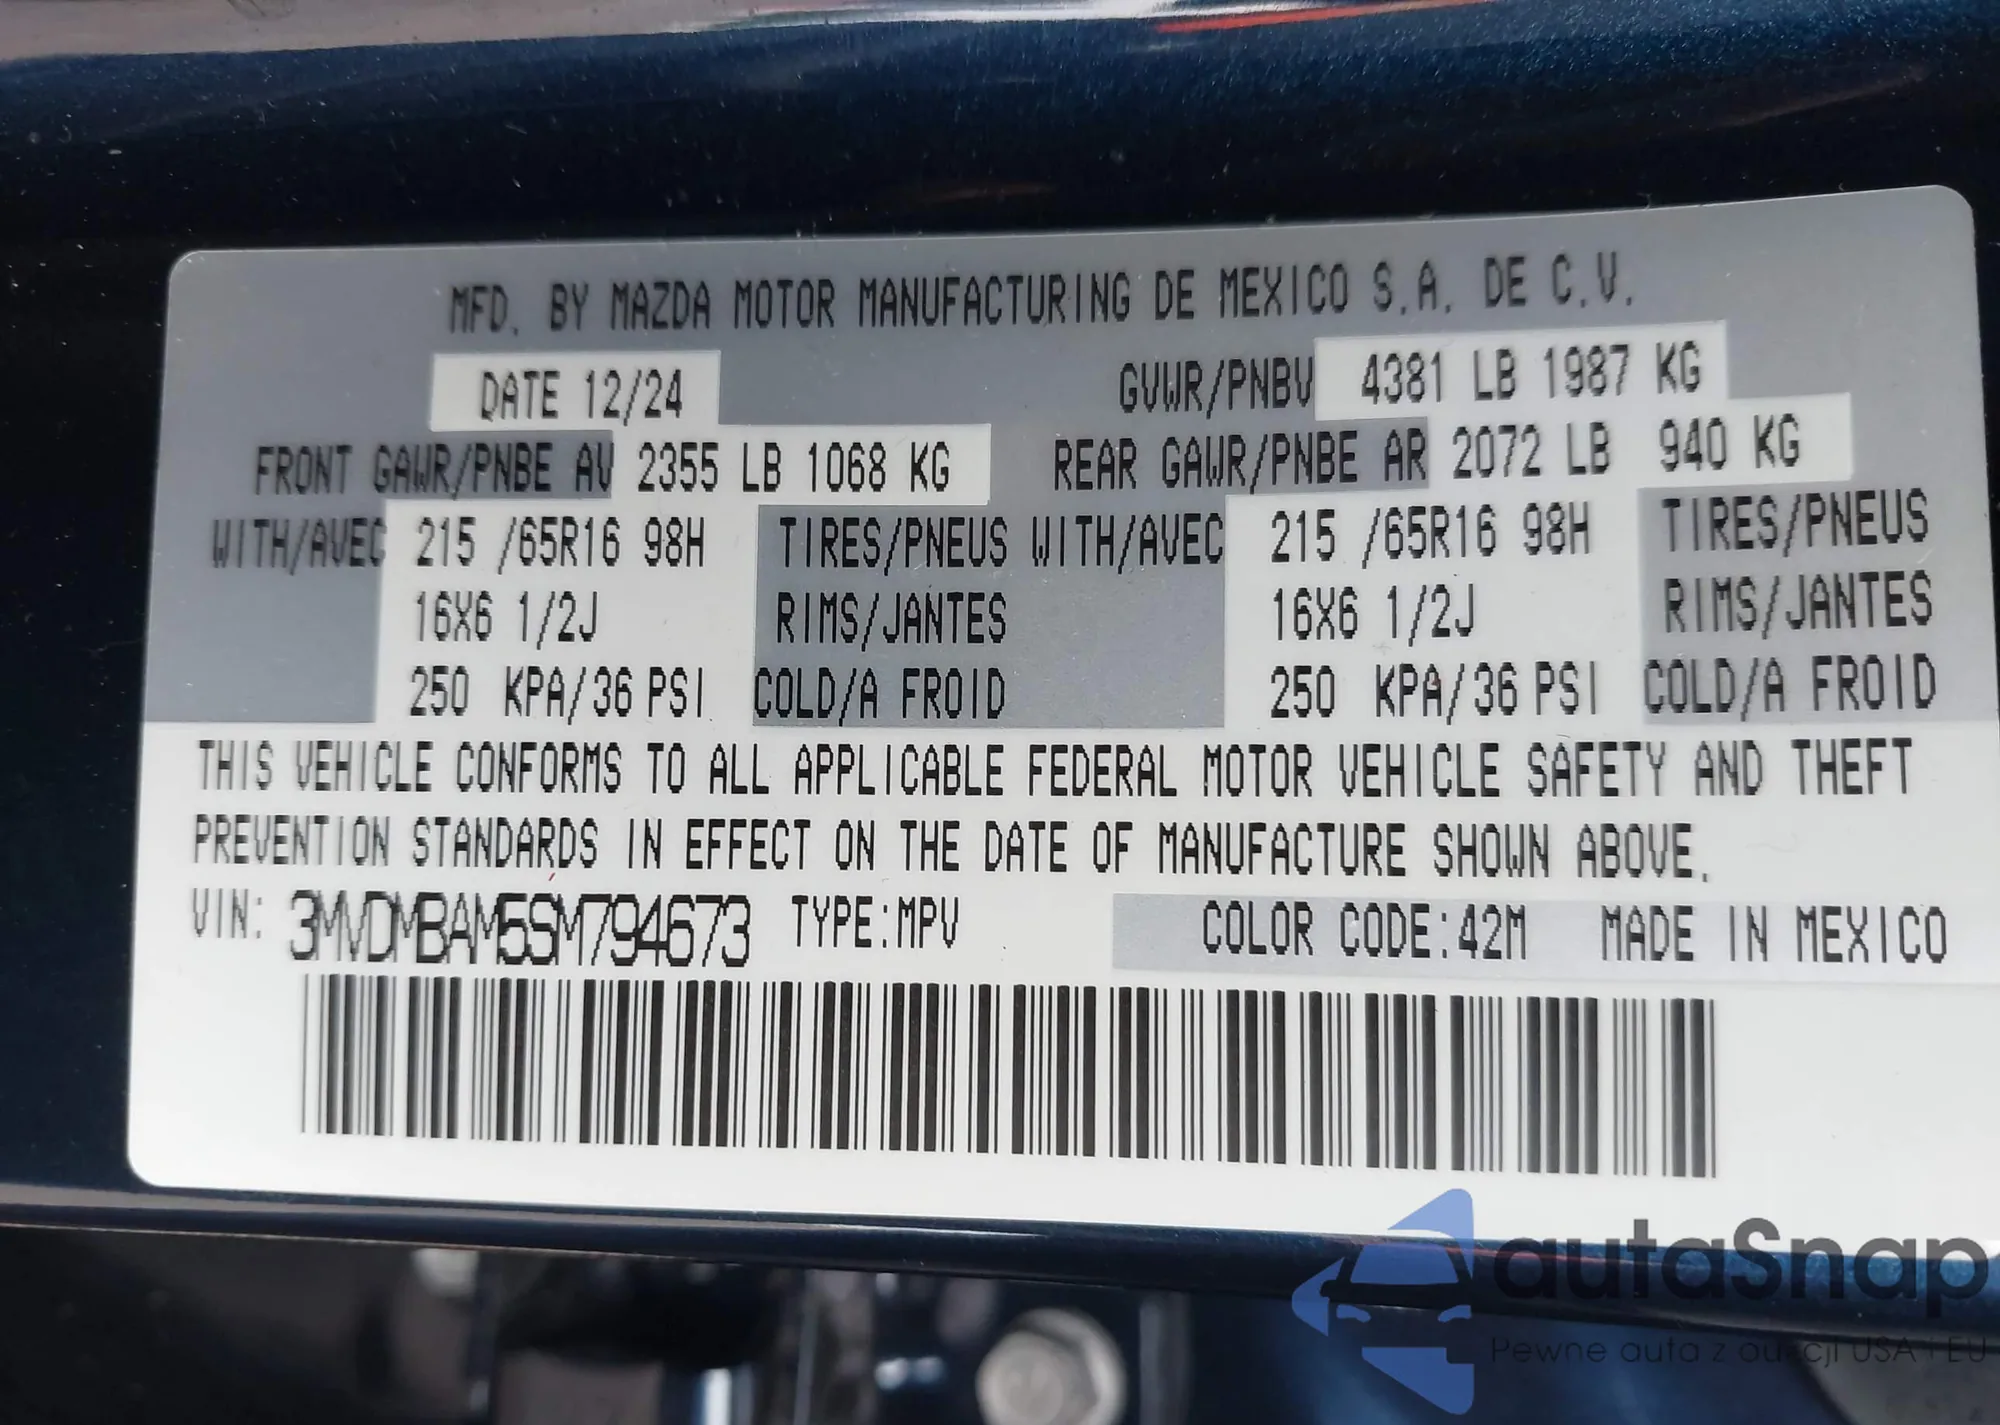 MFD. BY MAZDA MOTOR MANUFACTURING DE MEXICO S.A. DE C.V.
DATE 12/24 GVWR/PNBV 4381 LB 1987 KG
FRONT GAWR/PNBE AV 2355 LB 1068 KG REAR GAWR/PNBE AR 2072 LB 940 KG
WITH/AVEC 215 /65R16 98H TIRES/PNEUS WITH/AVEC 215 /65R16 98H TIRES/PNEUS
16X6 1/2J RIMS/JANTES 16X6 1/2J RIMS/JANTES
250 KPA/36 PSI COLD/A FROID 250 KPA/36 PSI COLD/A FROID
THIS VEHICLE CONFORMS TO ALL APPLICABLE FEDERAL MOTOR VEHICLE SAFETY AND THEFT
PREVENTION STANDARDS IN EFFECT ON THE DATE OF MANUFACTURE SHOWN ABOVE.
VIN: 3MVDMBAM5SM794673 TYPE:MPV COLOR CODE:42M MADE IN MEXICO
autaSnap
Pewne auta z aukcji USA i EU